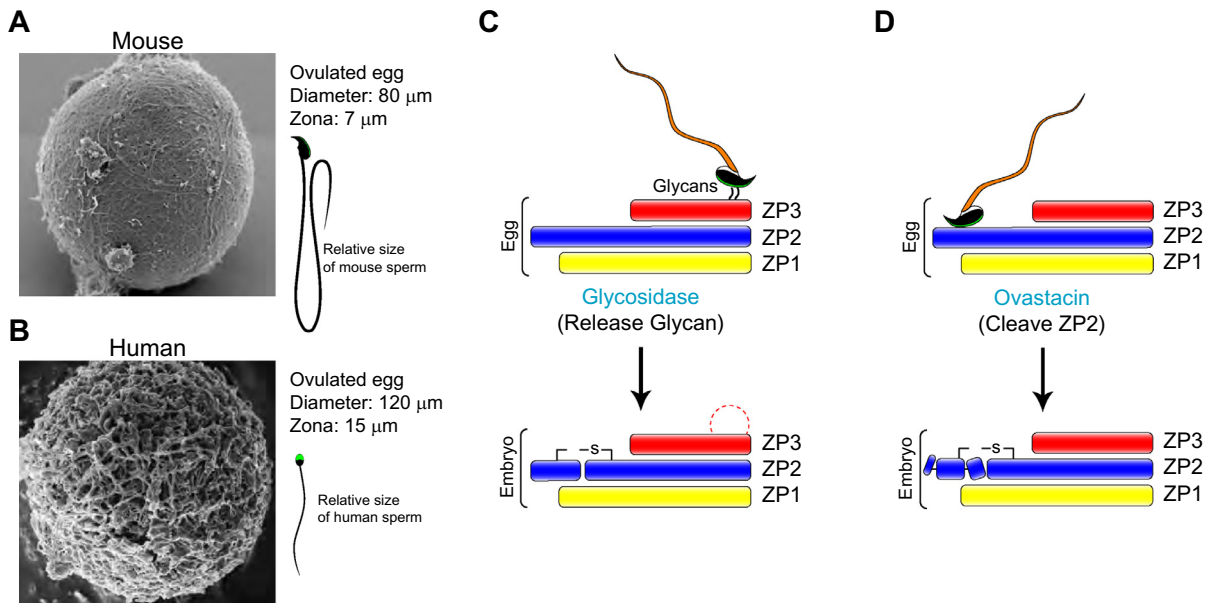 A
Mouse
Ovulated egg
Diameter: 80 μm
Zona: 7 μm
Relative size
of mouse sperm
B
Human
Ovulated egg
Diameter: 120 μm
Zona: 15 μm
Relative size
of human sperm
C
Glycans
Egg
ZP3
ZP2
ZP1
Glycosidase
(Release Glycan)
Embryo
–s
ZP3
ZP2
ZP1
D
Egg
ZP3
ZP2
ZP1
Ovastacin
(Cleave ZP2)
Embryo
–s
ZP3
ZP2
ZP1